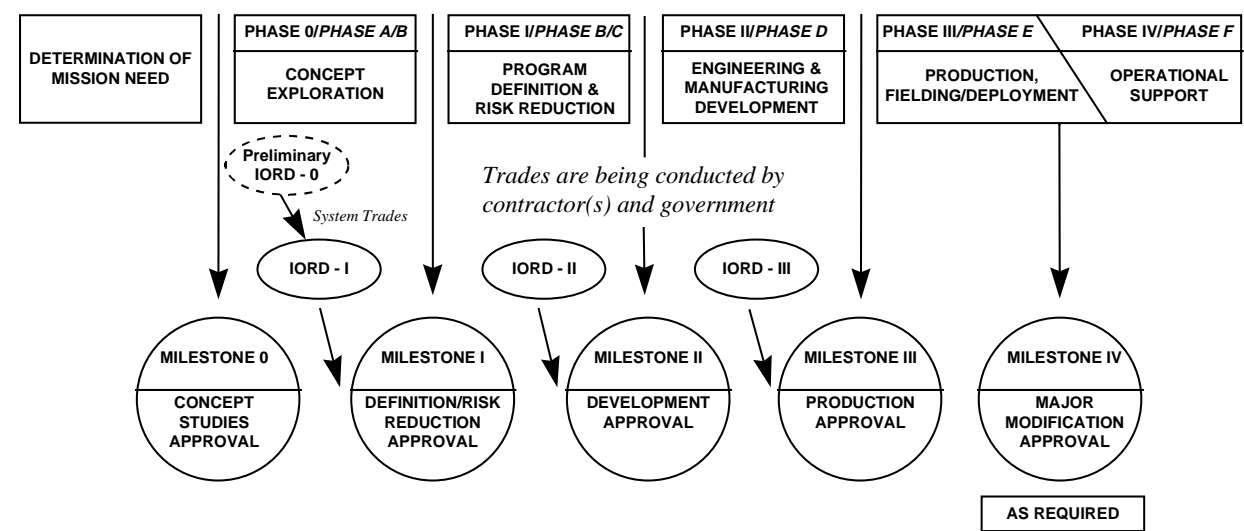 DETERMINATION OF
MISSION NEED
PHASE 0/PHASE A/B
CONCEPT
EXPLORATION
PHASE I/PHASE B/C
PROGRAM
DEFINITION &
RISK REDUCTION
PHASE II/PHASE D
ENGINEERING &
MANUFACTURING
DEVELOPMENT
PHASE III/PHASE E
PRODUCTION,
FIELDING/DEPLOYMENT
PHASE IV/PHASE F
OPERATIONAL
SUPPORT
Preliminary
IORD - 0
System Trades
Trades are being conducted by
contractor(s) and government
IORD - I
IORD - II
IORD - III
MILESTONE 0
CONCEPT
STUDIES
APPROVAL
MILESTONE I
DEFINITION/RISK
REDUCTION
APPROVAL
MILESTONE II
DEVELOPMENT
APPROVAL
MILESTONE III
PRODUCTION
APPROVAL
MILESTONE IV
MAJOR
MODIFICATION
APPROVAL
AS REQUIRED